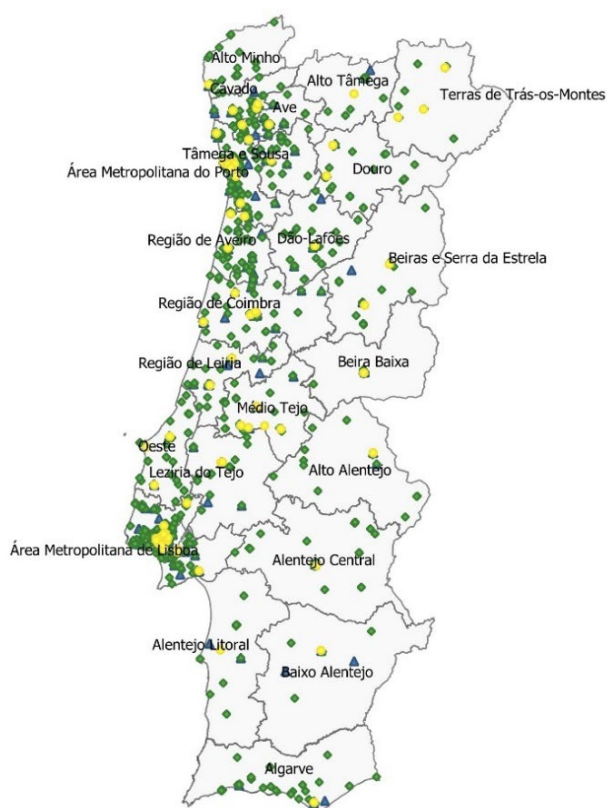 Alto Minho
Alto Tâmega
Terras de Trás-os-Montes
Cávado
Ave
Tâmega e Sousa
Área Metropolitana do Porto
Douro
Região de Aveiro
Dão-Lafões
Beiras e Serra da Estrela
Região de Coimbra
Região de Leiria
Beira Baixa
Médio Tejo
Oeste
Lezíria do Tejo
Alto Alentejo
Área Metropolitana de Lisboa
Alentejo Central
Alentejo Litoral
Baixo Alentejo
Algarve